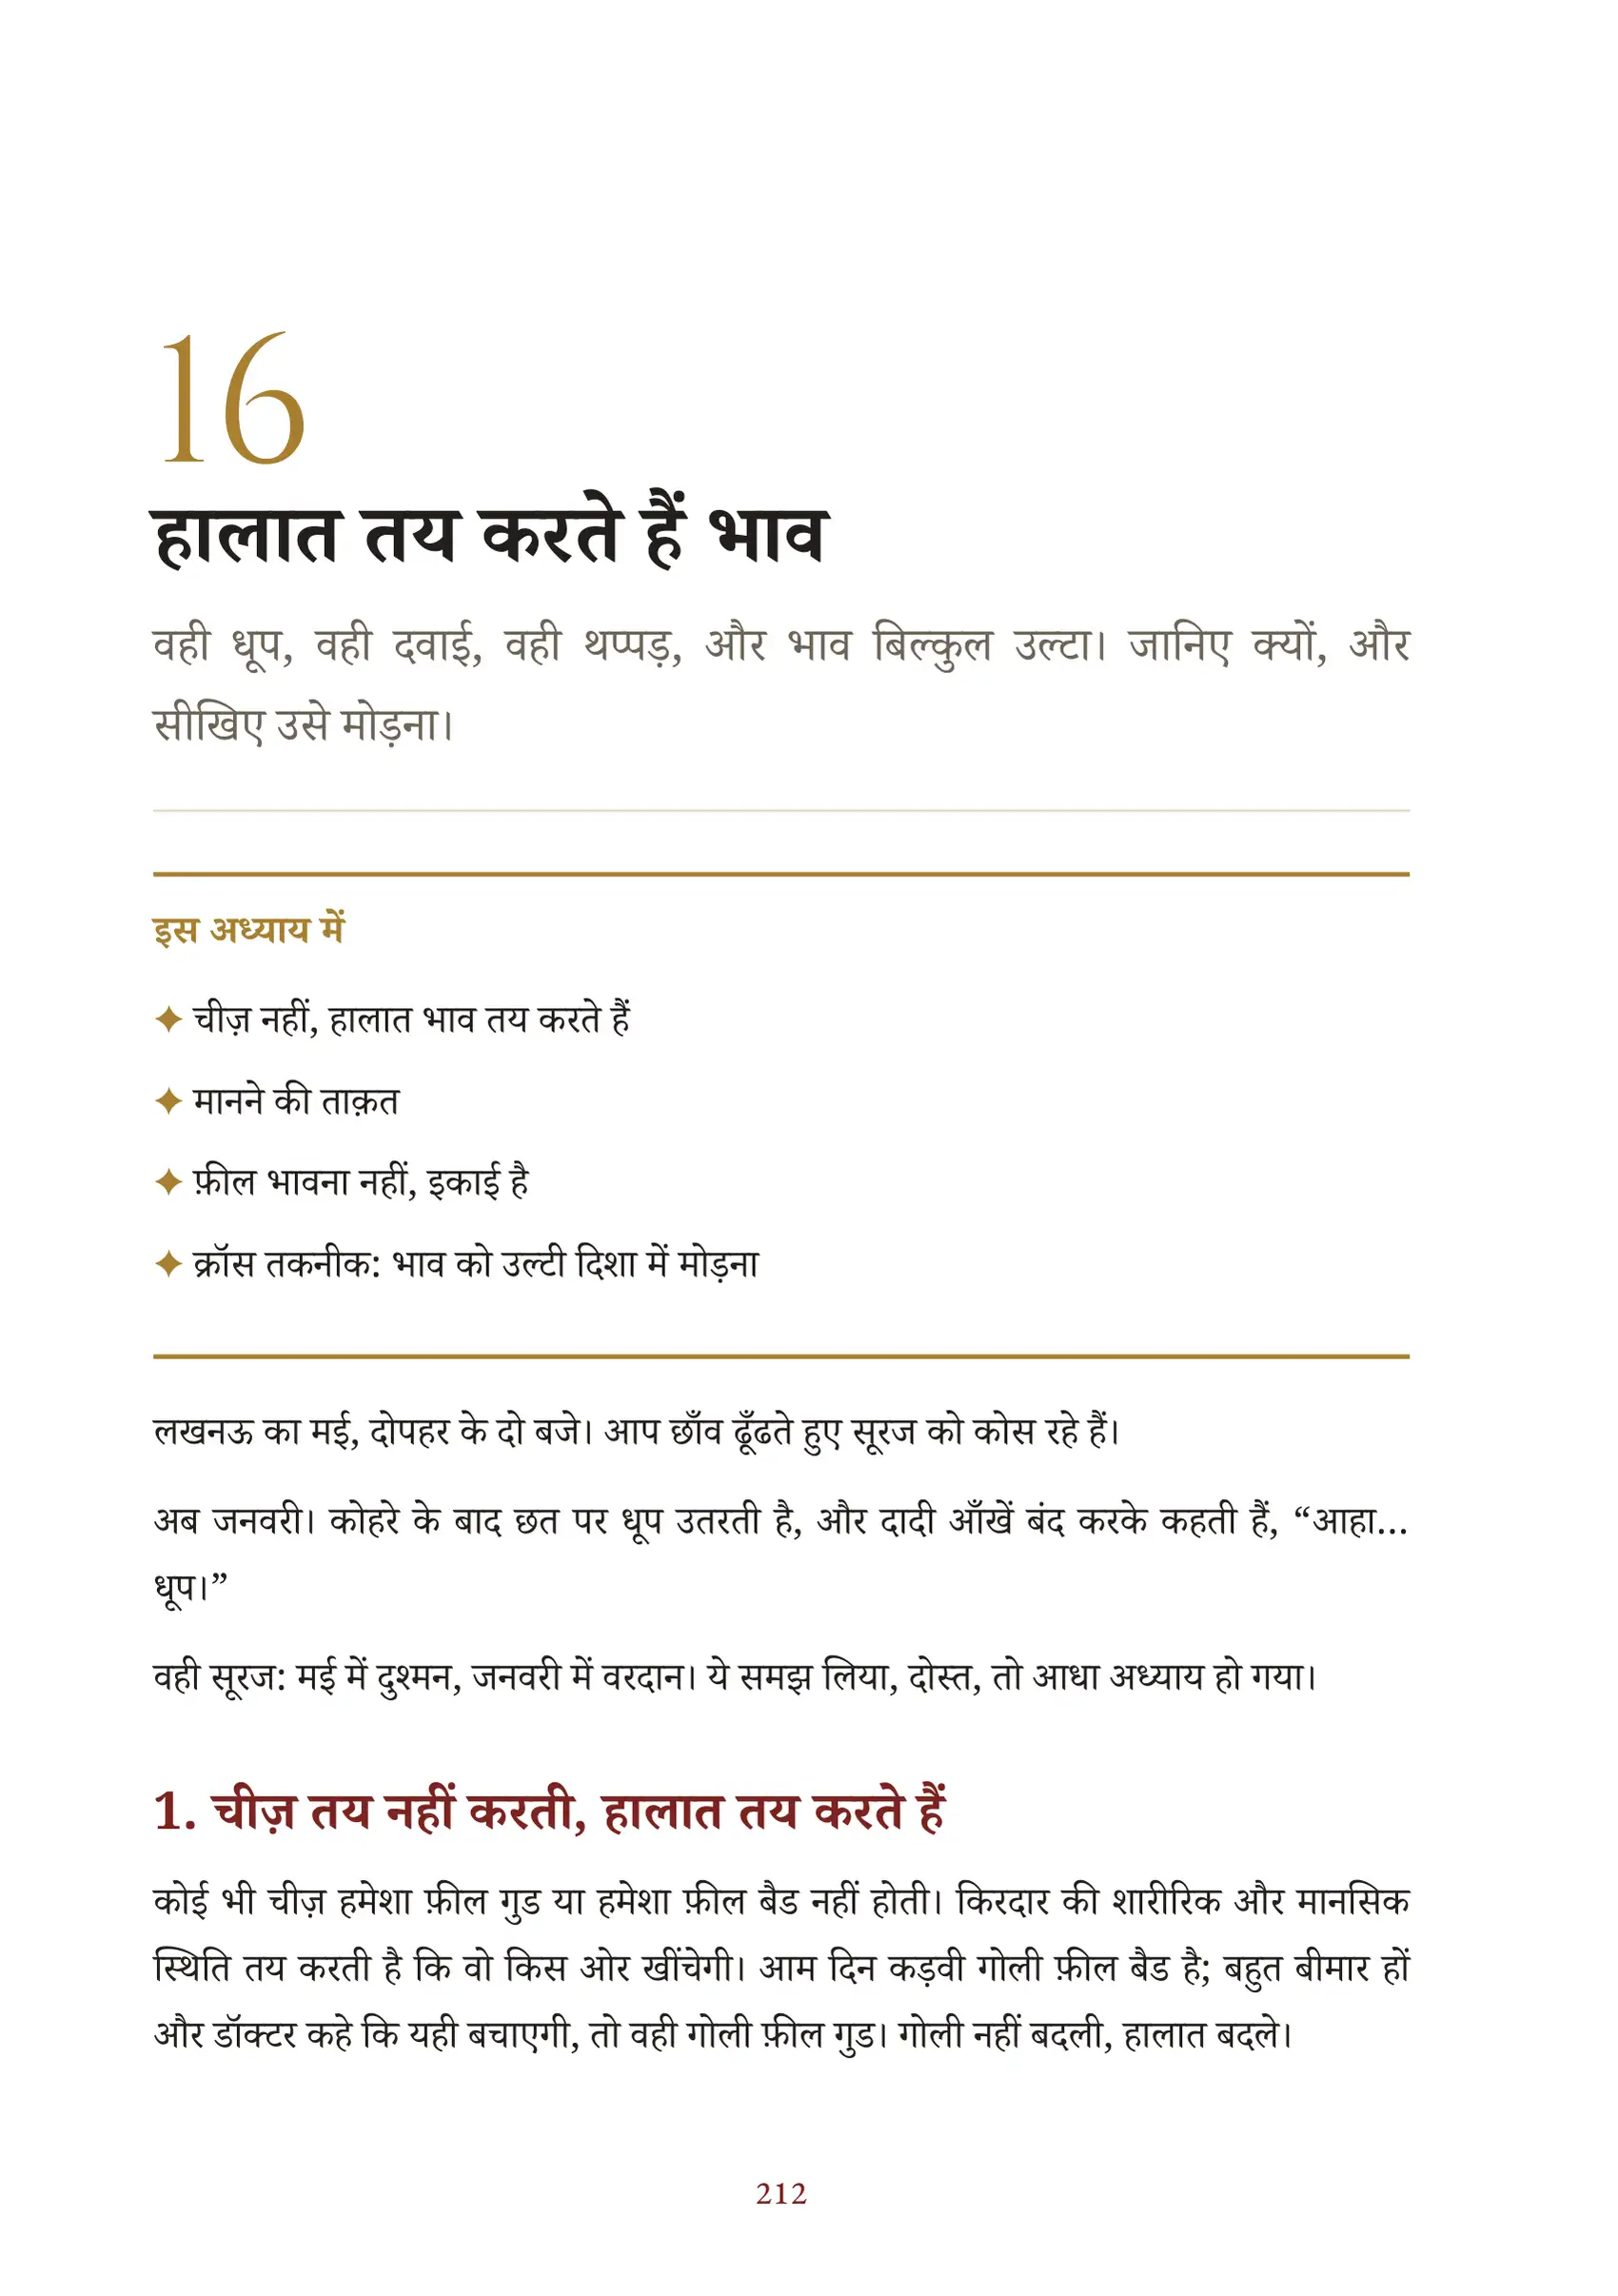 16
हालात तय करते हैं भाव
वही धूप, वही दवाई, वही थप्पड़, और भाव बिल्कुल उल्टा। जानिए क्यों, और
सीखिए उसे मोड़ना।
इस अध्याय में
✦ चीज़ नहीं, हालात भाव तय करते हैं
✦ मानने की ताक़त
✦ फ़ील भावना नहीं, इकाई है
✦ क्रॉस तकनीक: भाव को उल्टी दिशा में मोड़ना
लखनऊ का मई, दोपहर के दो बजे। आप छाँव ढूँढते हुए सूरज को कोस रहे हैं।
अब जनवरी। कोहरे के बाद छत पर धूप उतरती है, और दादी आँखें बंद करके कहती हैं, “आहा...
धूप।”
वही सूरज: मई में दुश्मन, जनवरी में वरदान। ये समझ लिया, दोस्त, तो आधा अध्याय हो गया।
1. चीज़ तय नहीं करती, हालात तय करते हैं
कोई भी चीज़ हमेशा फ़ील गुड या हमेशा फ़ील बैड नहीं होती। किरदार की शारीरिक और मानसिक
स्थिति तय करती है कि वो किस ओर खींचेगी। आम दिन कड़वी गोली फ़ील बैड है; बहुत बीमार हों
और डॉक्टर कहे कि यही बचाएगी, तो वही गोली फ़ील गुड। गोली नहीं बदली, हालात बदले।
212